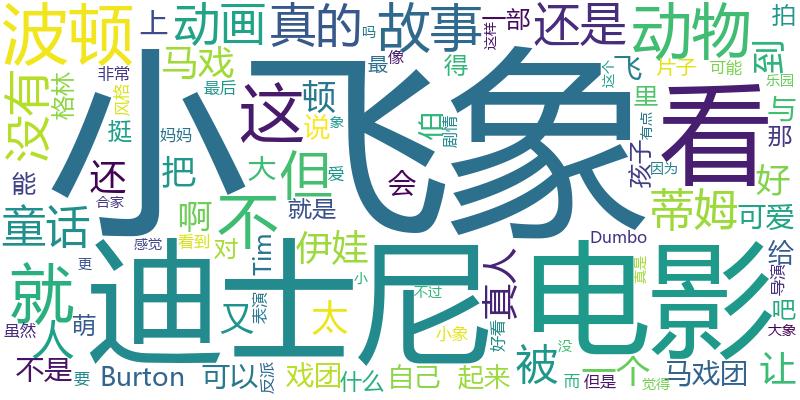 波顿
上
动画
真的
吗
故事
这样
一部
还是
动物
拍
到
没有
格林
非常
风格
马戏
最后
小飞象
这
顿
说
最
像
得
飞
片子
这个
可能
乐园
里
与
那
挺
妈妈
象
伯
剧情
看
有点
孩子
因为
能
还
合家
把
大
但
爱
会
好
童话
啊
不
就是
蒂姆
可爱
感觉
看到
对
Tim
伊娃
Dumbo
真是
给
导演
就
更
迪士尼
小
真人
电影
虽然
人
萌
又
表演
太
不过
小象
好看
没
吧
大象
不是
要
Burton
可以
反派
戏团
什么
自己
起来
被
而
一个
但是
觉得
马戏团
让